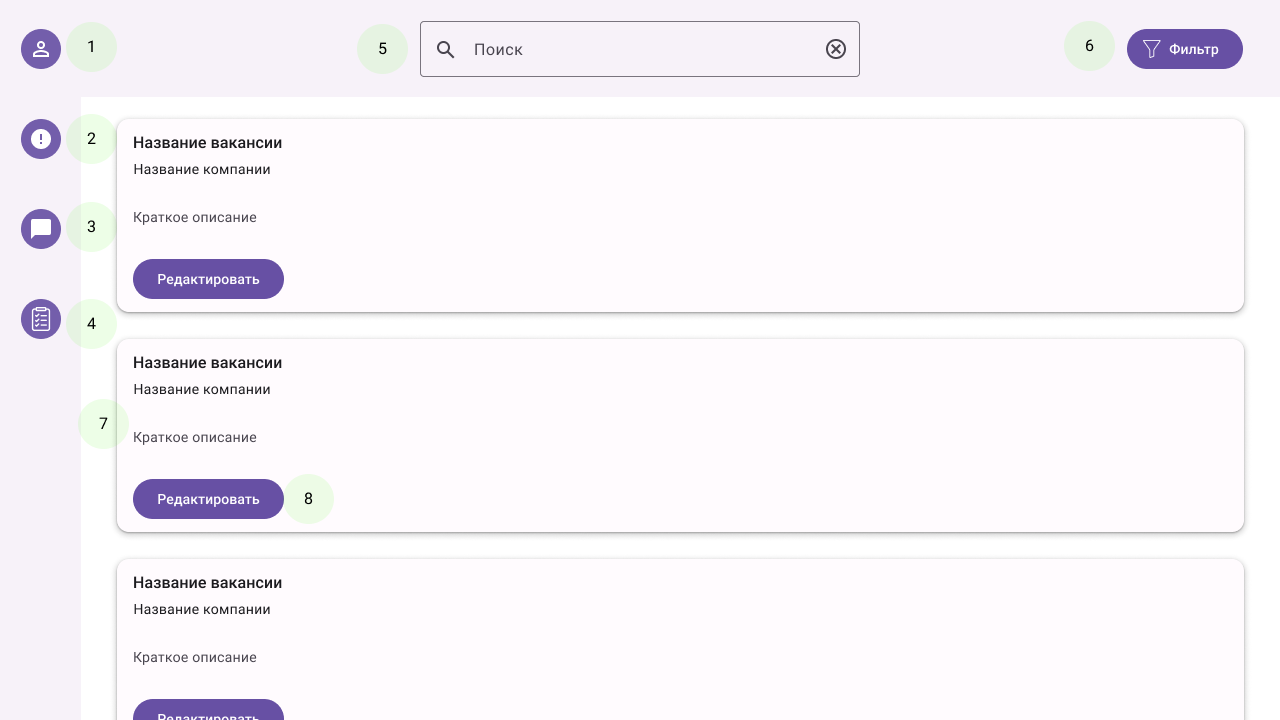 1
5
Поиск
6
Фильтр
2
Название вакансии
Название компании
3
Краткое описание
Редактировать
4
Название вакансии
Название компании
7
Краткое описание
Редактировать
8
Название вакансии
Название компании
Краткое описание
Редактировать